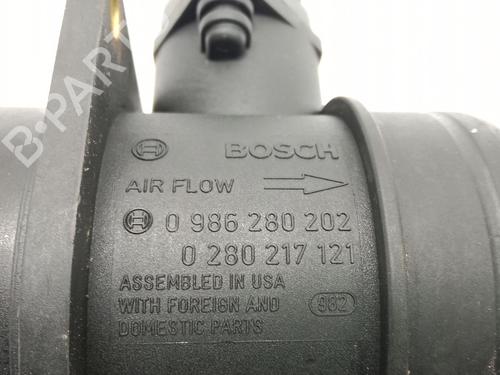 BOSCH
AIR FLOW
0 986 280 202
0 280 217 121
ASSEMBLED IN USA
WITH FOREIGN AND
DOMESTIC PARTS
982
B-PARTS
B-PARTS